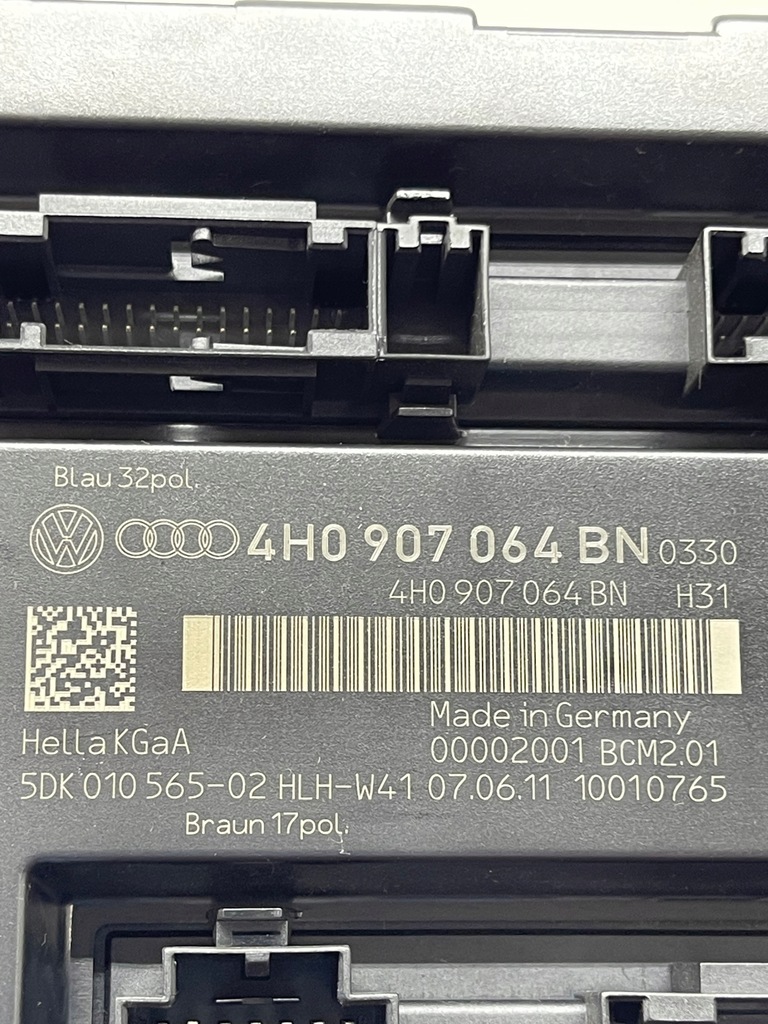 Blau 32pol.
4H0 907 064 BN 0330
4H0 907 064 BN H31
Made in Germany
Hella KGaA 00002001 BCM2.01
5DK 010 565-02 HLH-W41 07.06.11 10010765
Braun 17pol.